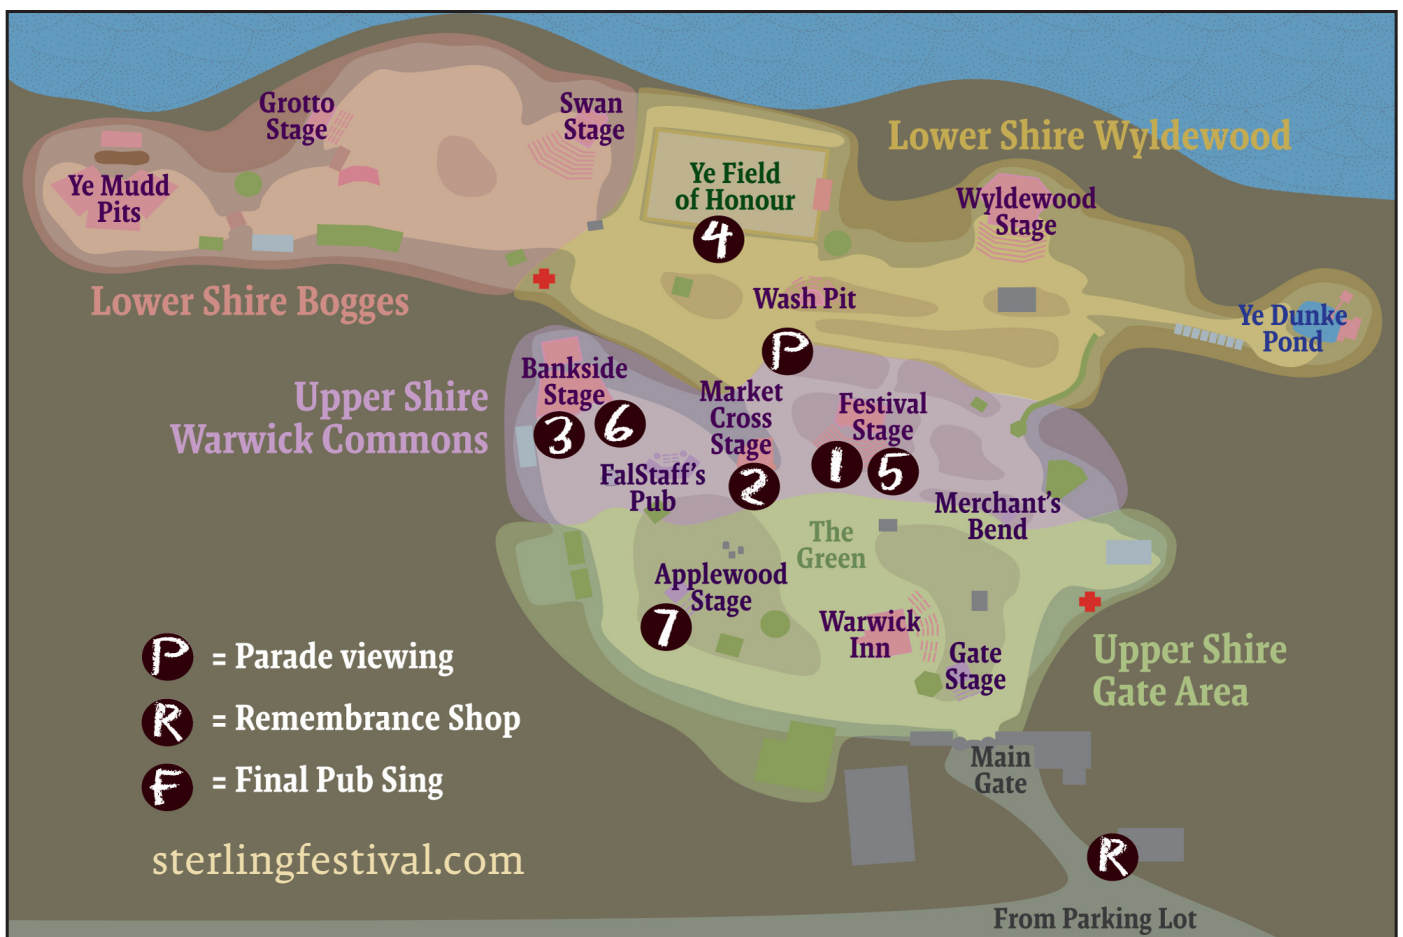 Grotto
Stage
Swan
Stage
Lower Shire Wyldewood
Ye Mudd
Pits
Ye Field
of Honour
4
Wyldewood
Stage
Lower Shire Bogges
Wash Pit
Ye Dunke
Pond
P
Upper Shire
Warwick Commons
Bankside
Stage
3
6
Market
Cross
Stage
2
Festival
Stage
1
5
FalStaff's
Pub
Merchant's
Bend
The
Green
Applewood
Stage
7
Warwick
Inn
Gate
Stage
Upper Shire
Gate Area
P = Parade viewing
R = Remembrance Shop
F = Final Pub Sing
Main
Gate
sterlingfestival.com
R
From Parking Lot